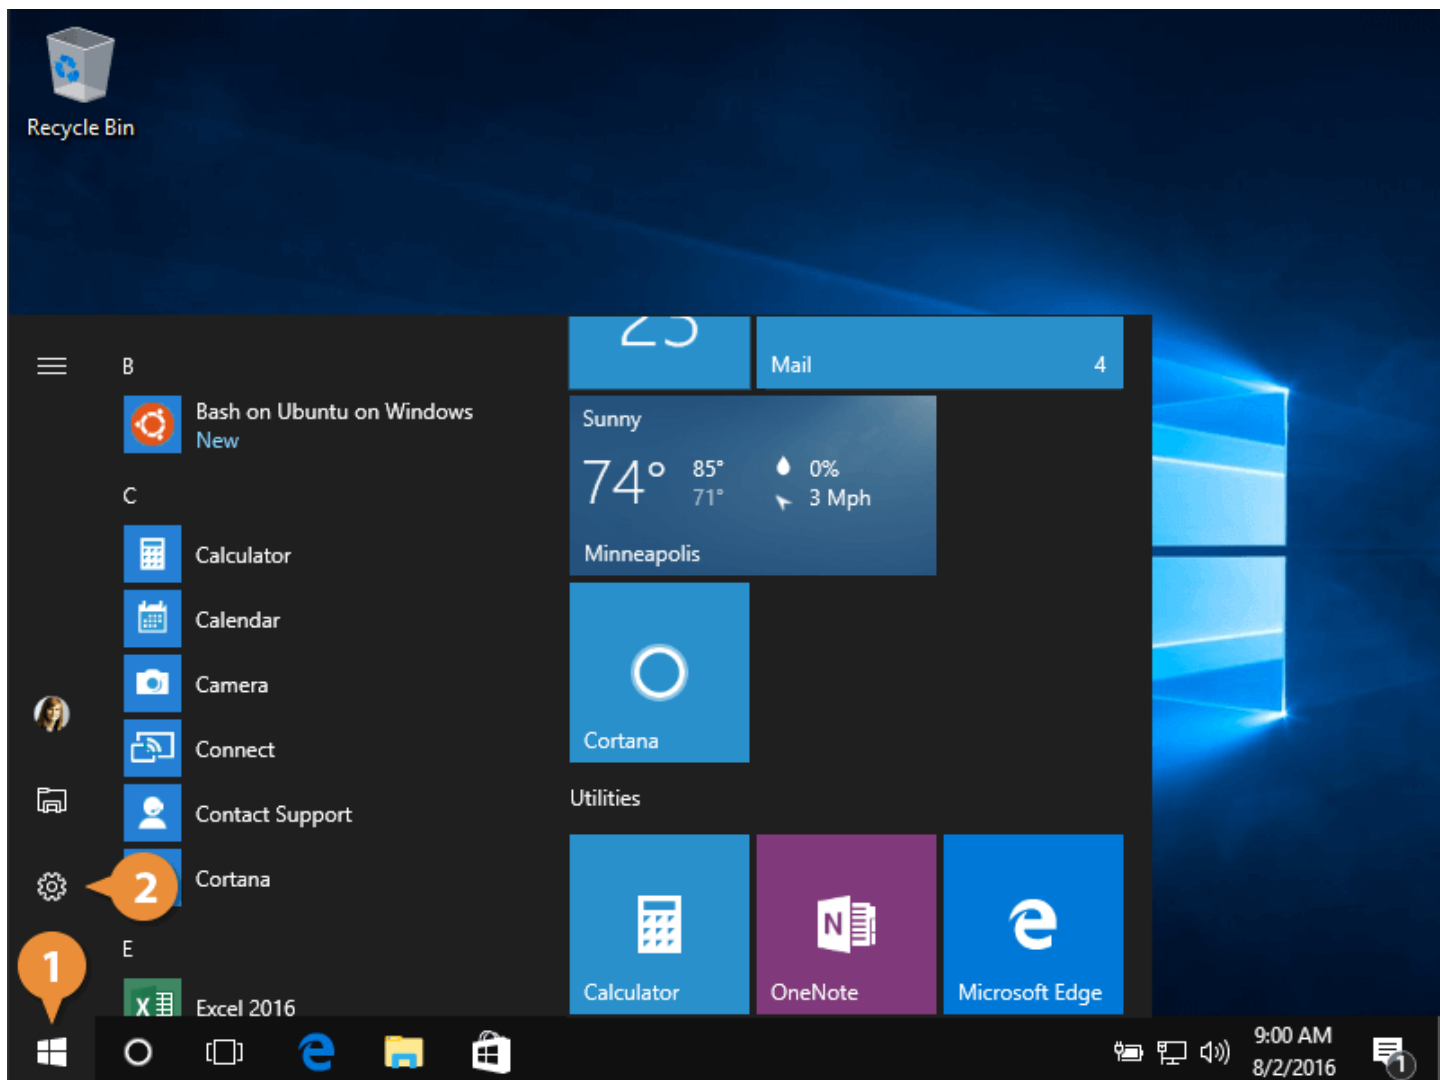 Recycle Bin
B
Bash on Ubuntu on Windows
New
C
Calculator
Calendar
Camera
Connect
Contact Support
Cortana
E
Excel 2016
23
Mail 4
Sunny
74° 85° 0%
71° 3 Mph
Minneapolis
Cortana
Utilities
Calculator
OneNote
Microsoft Edge
2
1
9:00 AM
8/2/2016
1